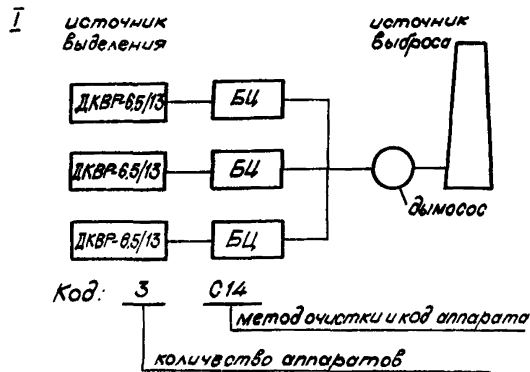 I
источник
выделения
источник
выброса
ДКВР-6,5/13
БЦ
ДКВР-6,5/13
БЦ
дымосос
ДКВР-6,5/13
БЦ
Код: 3 С14
метод очистки и код аппарата
количество аппаратов